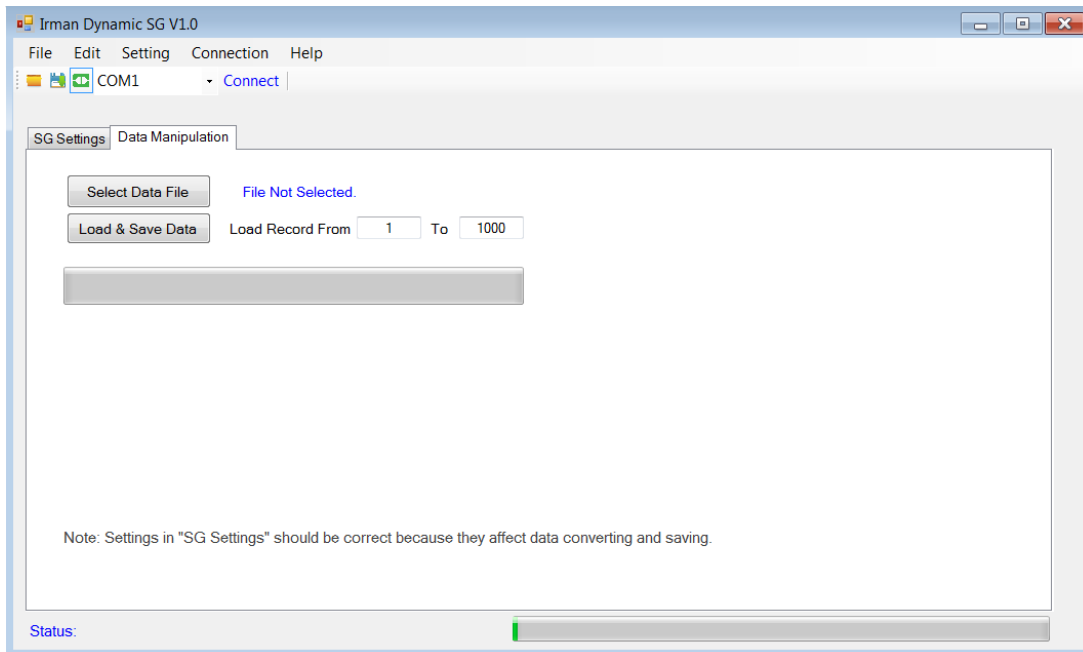 Irman Dynamic SG V1.0
File Edit Setting Connection Help
COM1 Connect
SG Settings Data Manipulation
Select Data File File Not Selected.
Load & Save Data Load Record From 1 To 1000
Note: Settings in "SG Settings" should be correct because they affect data converting and saving.
Status: